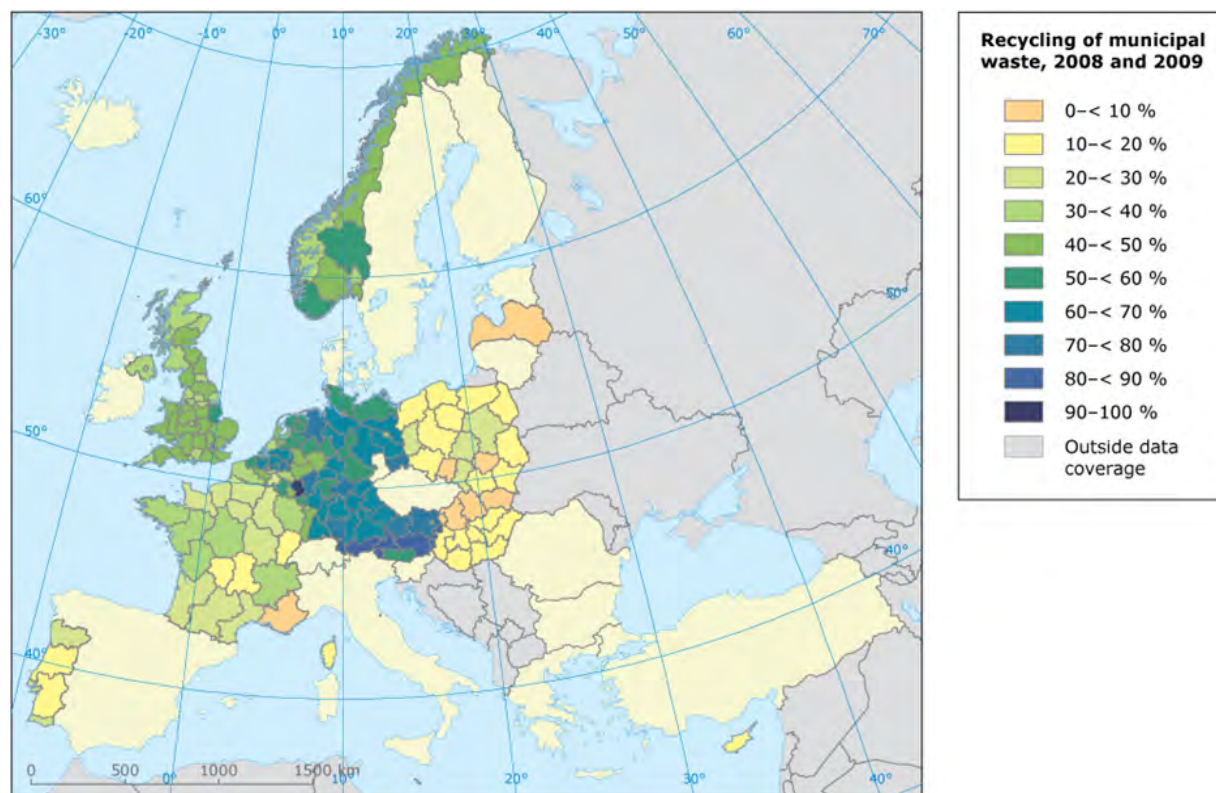 -30° -20° -10° 0° 10° 20° 30° 40° 50° 60° 70°
60°
50°
50°
40°
40°
0 500 0° 1000 1500 km 10° 20° 30° 40°
Recycling of municipal
waste, 2008 and 2009
0–< 10 %
10–< 20 %
20–< 30 %
30–< 40 %
40–< 50 %
50–< 60 %
60–< 70 %
70–< 80 %
80–< 90 %
90–100 %
Outside data
coverage